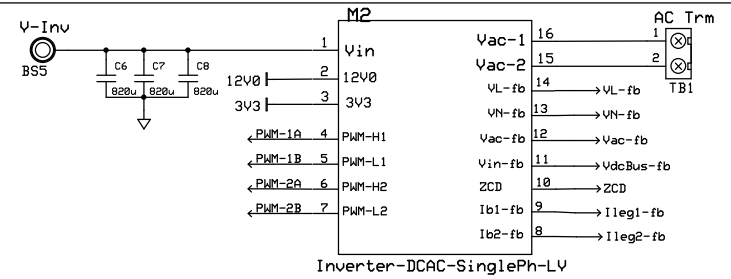 V-Inv
BS5
C6 C7 C8
820u 820u 820u
12V0
3V3
PWM-1A
PWM-1B
PWM-2A
PWM-2B
1
2
3
4
5
6
7
M2
Vin
12V0
3V3
PWM-H1
PWM-L1
PWM-H2
PWM-L2
Vac-1
Vac-2
VL-fb
VN-fb
Vac-fb
Vin-fb
ZCD
Ib1-fb
Ib2-fb
16
15
14
13
12
11
10
9
8
VL-fb
VN-fb
Vac-fb
VdcBus-fb
ZCD
Ileg1-fb
Ileg2-fb
AC Trm
1
2
TB1
Inverter-DCAC-SinglePh-LV